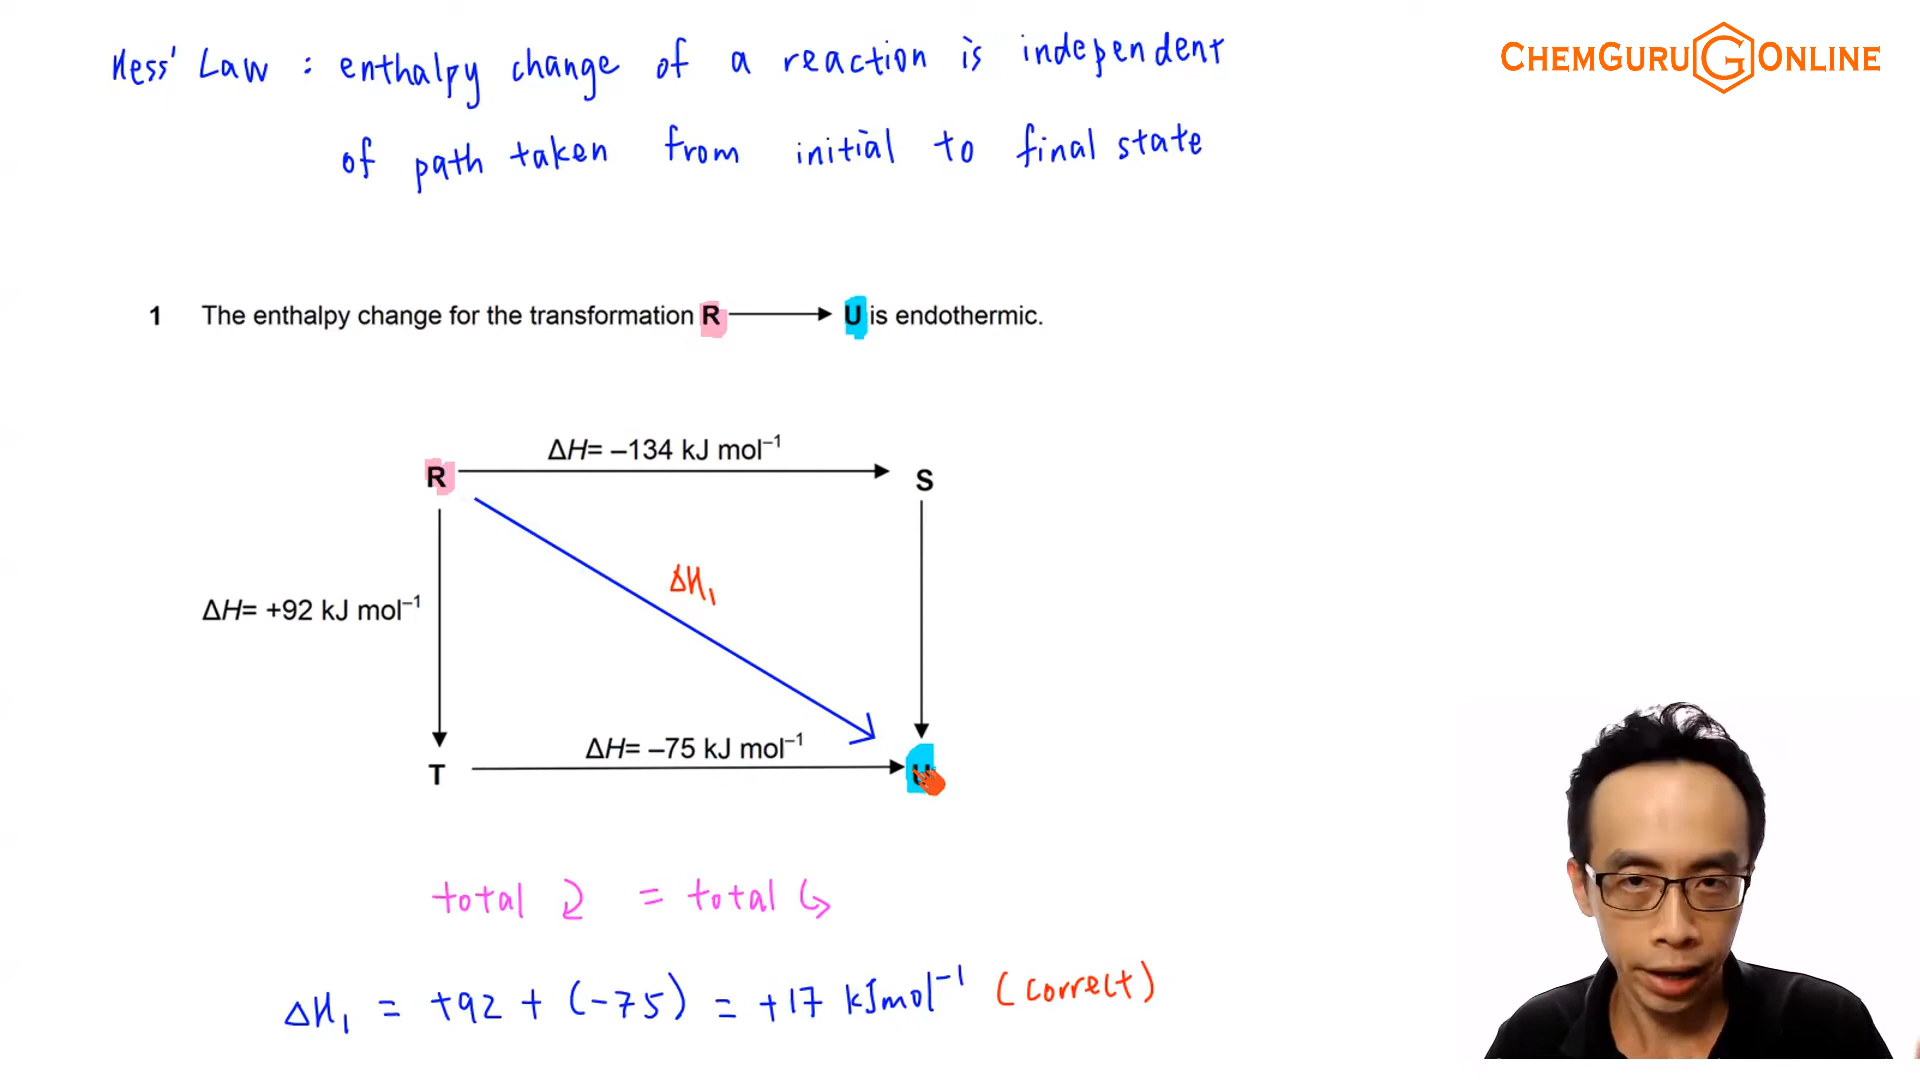 Hess' Law : enthalpy change of a reaction is independent
of path taken from initial to final state
CHEMGURU G ONLINE
1 The enthalpy change for the transformation R ⟶ U is endothermic.
ΔH= –134 kJ mol⁻¹
R S
ΔH₁
ΔH= +92 kJ mol⁻¹
ΔH= –75 kJ mol⁻¹
T U
total ⤸ = total ↳
ΔH₁ = +92 + (-75) = +17 kJmol⁻¹ (correct)